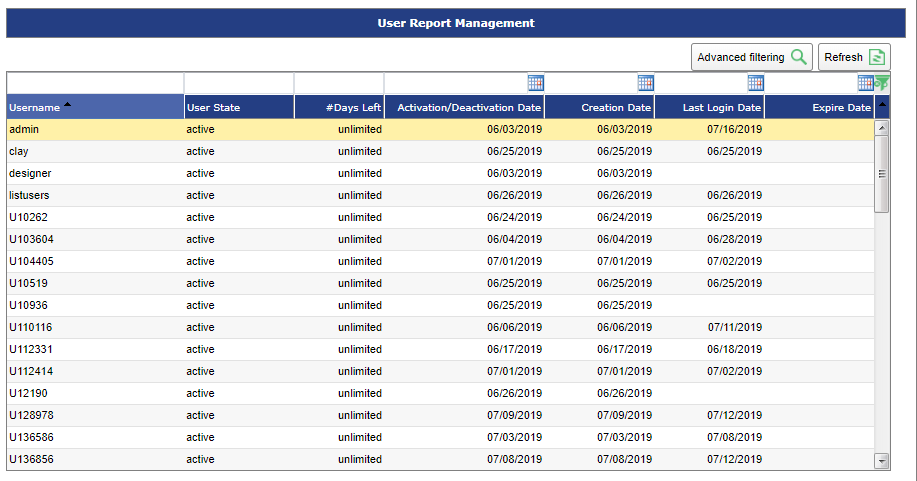 User Report Management
Advanced filtering Refresh
Username User State #Days Left Activation/Deactivation Date Creation Date Last Login Date Expire Date
admin active unlimited 06/03/2019 06/03/2019 07/16/2019
clay active unlimited 06/25/2019 06/25/2019 06/25/2019
designer active unlimited 06/03/2019 06/03/2019
listusers active unlimited 06/26/2019 06/26/2019 06/26/2019
U10262 active unlimited 06/24/2019 06/24/2019 06/25/2019
U103604 active unlimited 06/04/2019 06/04/2019 06/28/2019
U104405 active unlimited 07/01/2019 07/01/2019 07/02/2019
U10519 active unlimited 06/25/2019 06/25/2019 06/25/2019
U10936 active unlimited 06/25/2019 06/25/2019
U110116 active unlimited 06/06/2019 06/06/2019 07/11/2019
U112331 active unlimited 06/17/2019 06/17/2019 06/18/2019
U112414 active unlimited 07/01/2019 07/01/2019 07/02/2019
U12190 active unlimited 06/26/2019 06/26/2019
U128978 active unlimited 07/09/2019 07/09/2019 07/12/2019
U136586 active unlimited 07/03/2019 07/03/2019 07/08/2019
U136856 active unlimited 07/08/2019 07/08/2019 07/12/2019